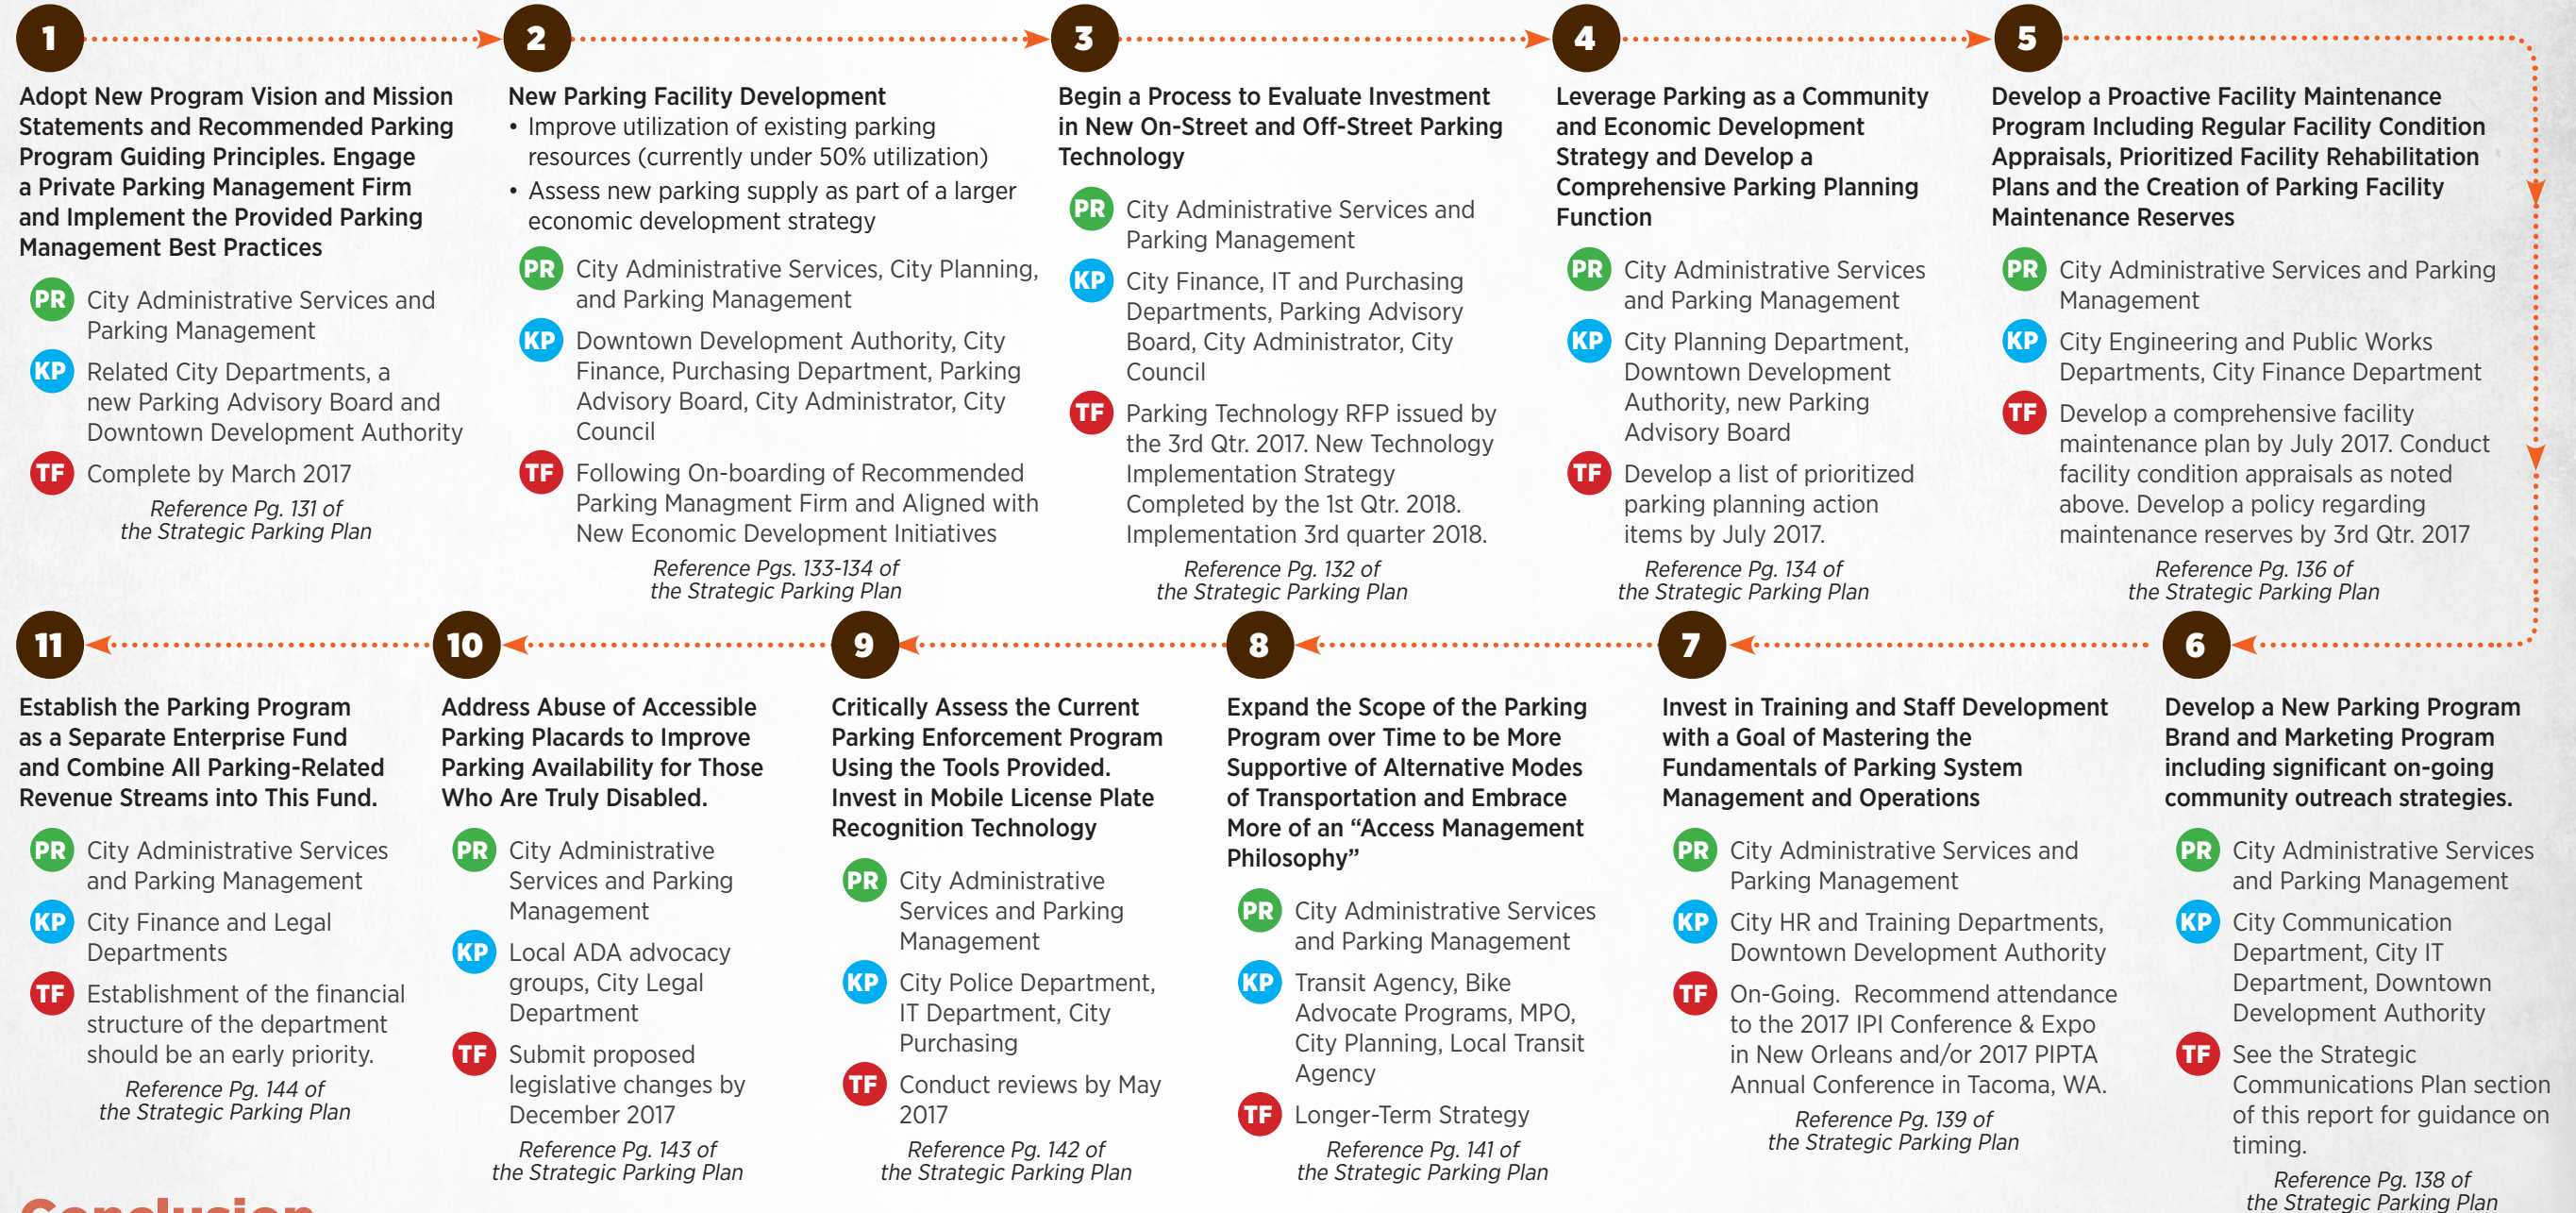 1
Adopt New Program Vision and Mission
Statements and Recommended Parking
Program Guiding Principles. Engage
a Private Parking Management Firm
and Implement the Provided Parking
Management Best Practices
PR City Administrative Services and
Parking Management
KP Related City Departments, a
new Parking Advisory Board and
Downtown Development Authority
TF Complete by March 2017
Reference Pg. 131 of
the Strategic Parking Plan
2
New Parking Facility Development
• Improve utilization of existing parking
resources (currently under 50% utilization)
• Assess new parking supply as part of a larger
economic development strategy
PR City Administrative Services, City Planning,
and Parking Management
KP Downtown Development Authority, City
Finance, Purchasing Department, Parking
Advisory Board, City Administrator, City
Council
TF Following On-boarding of Recommended
Parking Managment Firm and Aligned with
New Economic Development Initiatives
Reference Pgs. 133-134 of
the Strategic Parking Plan
3
Begin a Process to Evaluate Investment
in New On-Street and Off-Street Parking
Technology
PR City Administrative Services and
Parking Management
KP City Finance, IT and Purchasing
Departments, Parking Advisory
Board, City Administrator, City
Council
TF Parking Technology RFP issued by
the 3rd Qtr. 2017. New Technology
Implementation Strategy
Completed by the 1st Qtr. 2018.
Implementation 3rd quarter 2018.
Reference Pg. 132 of
the Strategic Parking Plan
4
Leverage Parking as a Community
and Economic Development
Strategy and Develop a
Comprehensive Parking Planning
Function
PR City Administrative Services
and Parking Management
KP City Planning Department,
Downtown Development
Authority, new Parking
Advisory Board
TF Develop a list of prioritized
parking planning action
items by July 2017.
Reference Pg. 134 of
the Strategic Parking Plan
5
Develop a Proactive Facility Maintenance
Program Including Regular Facility Condition
Appraisals, Prioritized Facility Rehabilitation
Plans and the Creation of Parking Facility
Maintenance Reserves
PR City Administrative Services and Parking
Management
KP City Engineering and Public Works
Departments, City Finance Department
TF Develop a comprehensive facility
maintenance plan by July 2017. Conduct
facility condition appraisals as noted
above. Develop a policy regarding
maintenance reserves by 3rd Qtr. 2017
Reference Pg. 136 of
the Strategic Parking Plan
6
Develop a New Parking Program
Brand and Marketing Program
including significant on-going
community outreach strategies.
PR City Administrative Services
and Parking Management
KP City Communication
Department, City IT
Department, Downtown
Development Authority
TF See the Strategic
Communications Plan section
of this report for guidance on
timing.
Reference Pg. 138 of
the Strategic Parking Plan
7
Invest in Training and Staff Development
with a Goal of Mastering the
Fundamentals of Parking System
Management and Operations
PR City Administrative Services and
Parking Management
KP City HR and Training Departments,
Downtown Development Authority
TF On-Going. Recommend attendance
to the 2017 IPI Conference & Expo
in New Orleans and/or 2017 PIPTA
Annual Conference in Tacoma, WA.
Reference Pg. 139 of
the Strategic Parking Plan
8
Expand the Scope of the Parking
Program over Time to be More
Supportive of Alternative Modes
of Transportation and Embrace
More of an “Access Management
Philosophy”
PR City Administrative Services
and Parking Management
KP Transit Agency, Bike
Advocate Programs, MPO,
City Planning, Local Transit
Agency
TF Longer-Term Strategy
Reference Pg. 141 of
the Strategic Parking Plan
9
Critically Assess the Current
Parking Enforcement Program
Using the Tools Provided.
Invest in Mobile License Plate
Recognition Technology
PR City Administrative
Services and Parking
Management
KP City Police Department,
IT Department, City
Purchasing
TF Conduct reviews by May
2017
Reference Pg. 142 of
the Strategic Parking Plan
10
Address Abuse of Accessible
Parking Placards to Improve
Parking Availability for Those
Who Are Truly Disabled.
PR City Administrative
Services and Parking
Management
KP Local ADA advocacy
groups, City Legal
Department
TF Submit proposed
legislative changes by
December 2017
Reference Pg. 143 of
the Strategic Parking Plan
11
Establish the Parking Program
as a Separate Enterprise Fund
and Combine All Parking-Related
Revenue Streams into This Fund.
PR City Administrative Services
and Parking Management
KP City Finance and Legal
Departments
TF Establishment of the financial
structure of the department
should be an early priority.
Reference Pg. 144 of
the Strategic Parking Plan
Conclusion